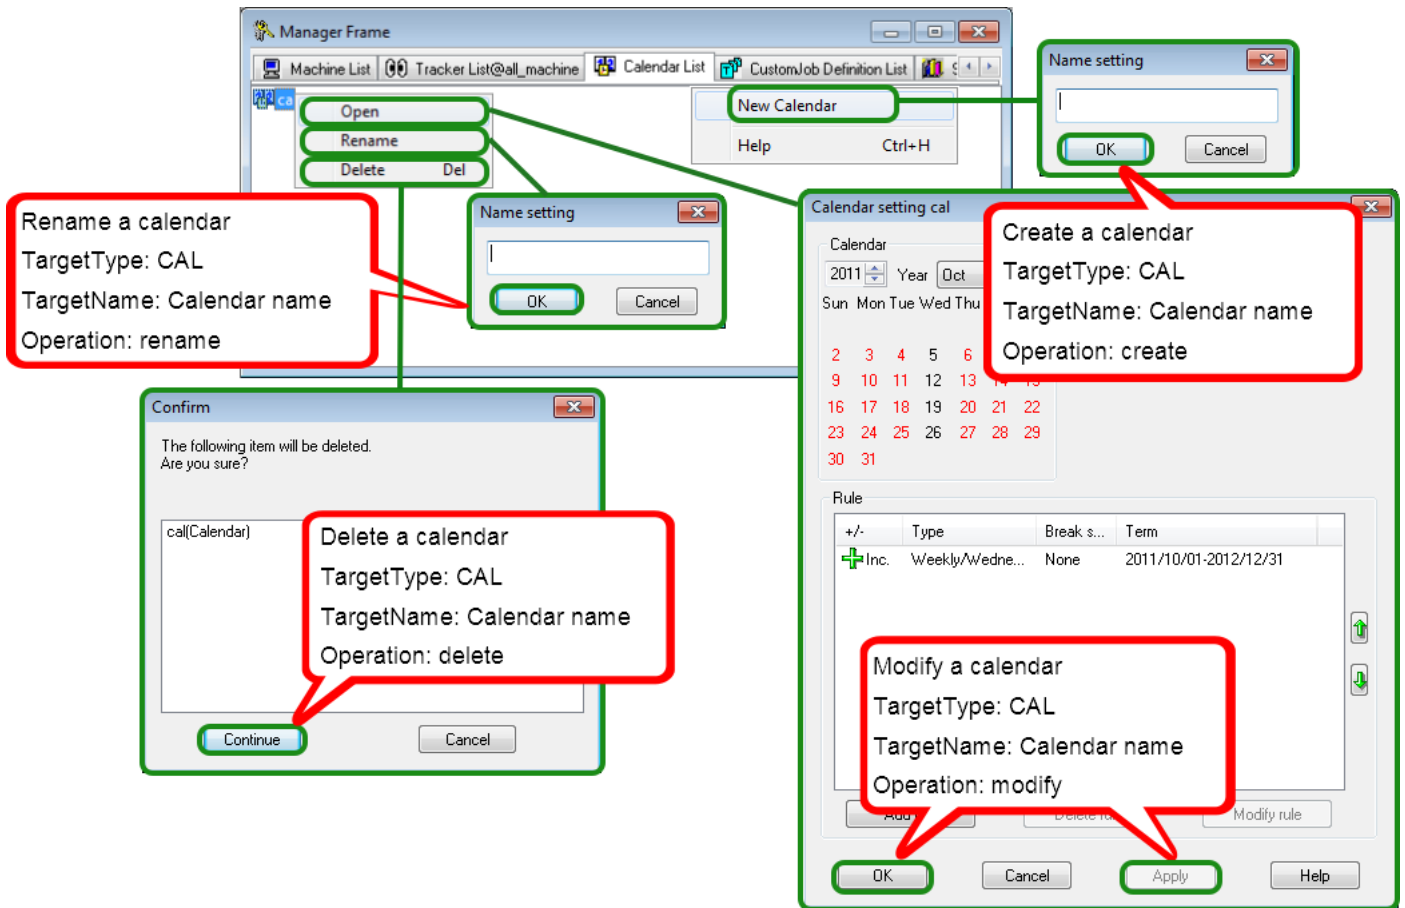 Manager Frame
Machine List
Tracker List@all_machine
Calendar List
CustomJob Definition List
Open
Rename
Delete Del
New Calendar
Help Ctrl+H
Name setting
OK Cancel
Rename a calendar
TargetType: CAL
TargetName: Calendar name
Operation: rename
Name setting
OK Cancel
Create a calendar
TargetType: CAL
TargetName: Calendar name
Operation: create
Confirm
The following item will be deleted.
Are you sure?
cal(Calendar)
Delete a calendar
TargetType: CAL
TargetName: Calendar name
Operation: delete
Continue Cancel
Calendar setting cal
Calendar
2011 Year Oct
Sun Mon Tue Wed Thu
2 3 4 5 6
9 10 11 12 13 14 15
16 17 18 19 20 21 22
23 24 25 26 27 28 29
30 31
Rule
+/- Type Break s... Term
Inc. Weekly/Wedne... None 2011/10/01-2012/12/31
Modify a calendar
TargetType: CAL
TargetName: Calendar name
Operation: modify
Modify rule
OK Cancel Apply Help